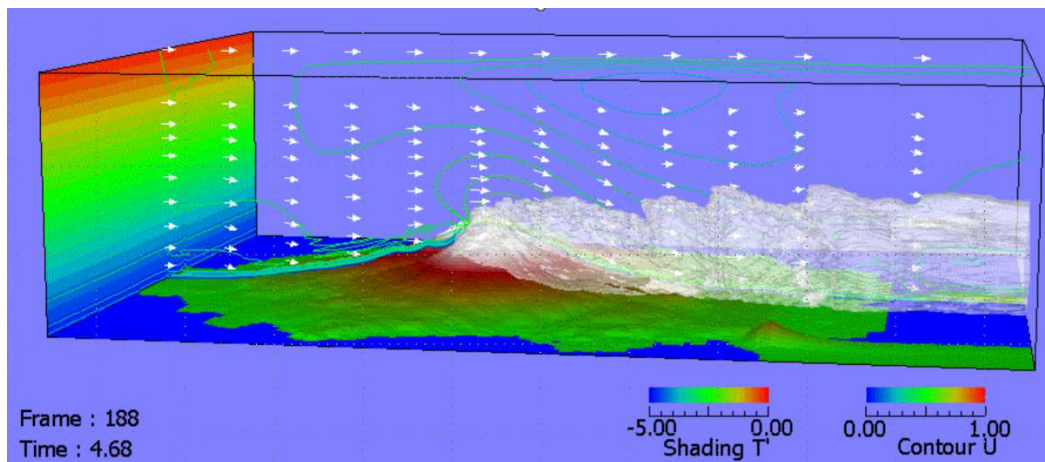 Frame : 188
Time : 4.68
-5.00 0.00
Shading T'
0.00 1.00
Contour U